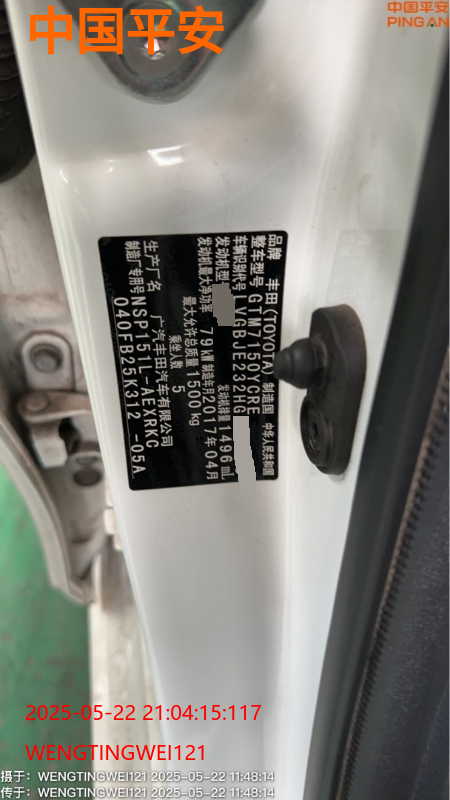 中国平安
中国平安
PING AN
品牌 丰田(TOYOTA) 制造国 中华人民共和国
整车型号 GTM7150VZRE
车辆识别代号 LVGBJE232HG
发动机型号 发动机排量 1496 mL
发动机最大净功率 79 kW 制造年月 2017年04月
最大允许总质量 1500 kg
乘坐人数 5
生产厂名 广汽丰田汽车有限公司
制造厂专用号 NSP151L-AEXRKC
040FB25K312 -05A
2025-05-22 21:04:15:117
WENGTINGWEI121
摄于: WENGTINGWEI121 2025-05-22 11:48:14
传于: WENGTINGWEI121 2025-05-22 11:48:14